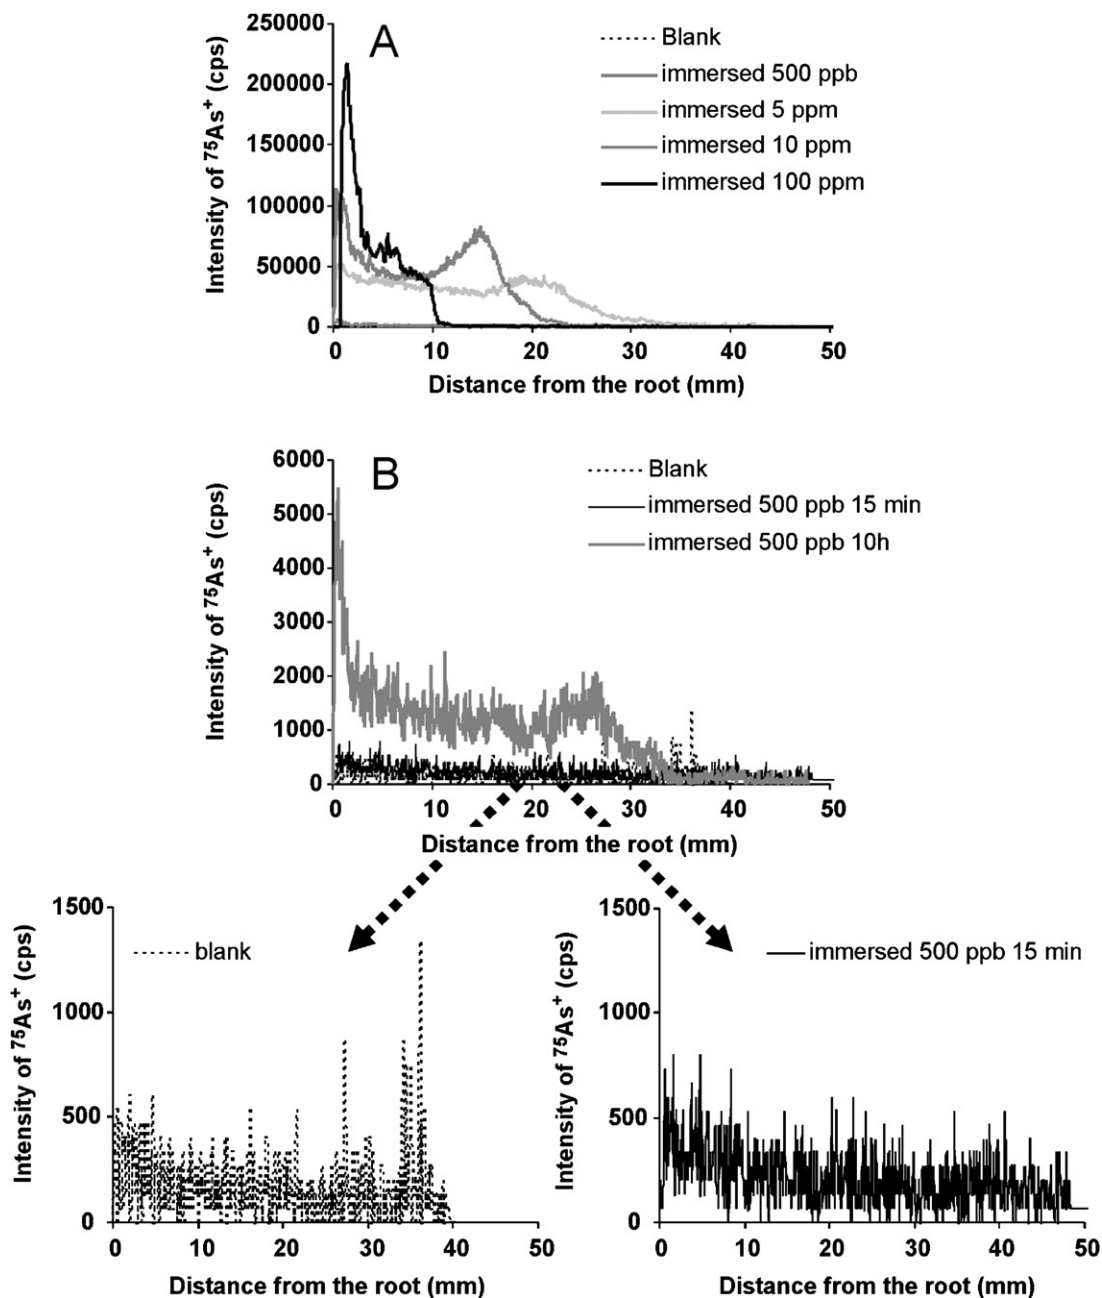 A
Intensity of ⁷⁵As⁺ (cps)
250000
200000
150000
100000
50000
0
0 10 20 30 40 50
Distance from the root (mm)
Blank
immersed 500 ppb
immersed 5 ppm
immersed 10 ppm
immersed 100 ppm
B
Intensity of ⁷⁵As⁺ (cps)
6000
5000
4000
3000
2000
1000
0
0 10 20 30 40 50
Distance from the root (mm)
Blank
immersed 500 ppb 15 min
immersed 500 ppb 10h
Intensity of ⁷⁵As⁺ (cps)
1500
1000
500
0
0 10 20 30 40 50
Distance from the root (mm)
blank
Intensity of ⁷⁵As⁺ (cps)
1500
1000
500
0
0 10 20 30 40 50
Distance from the root (mm)
immersed 500 ppb 15 min